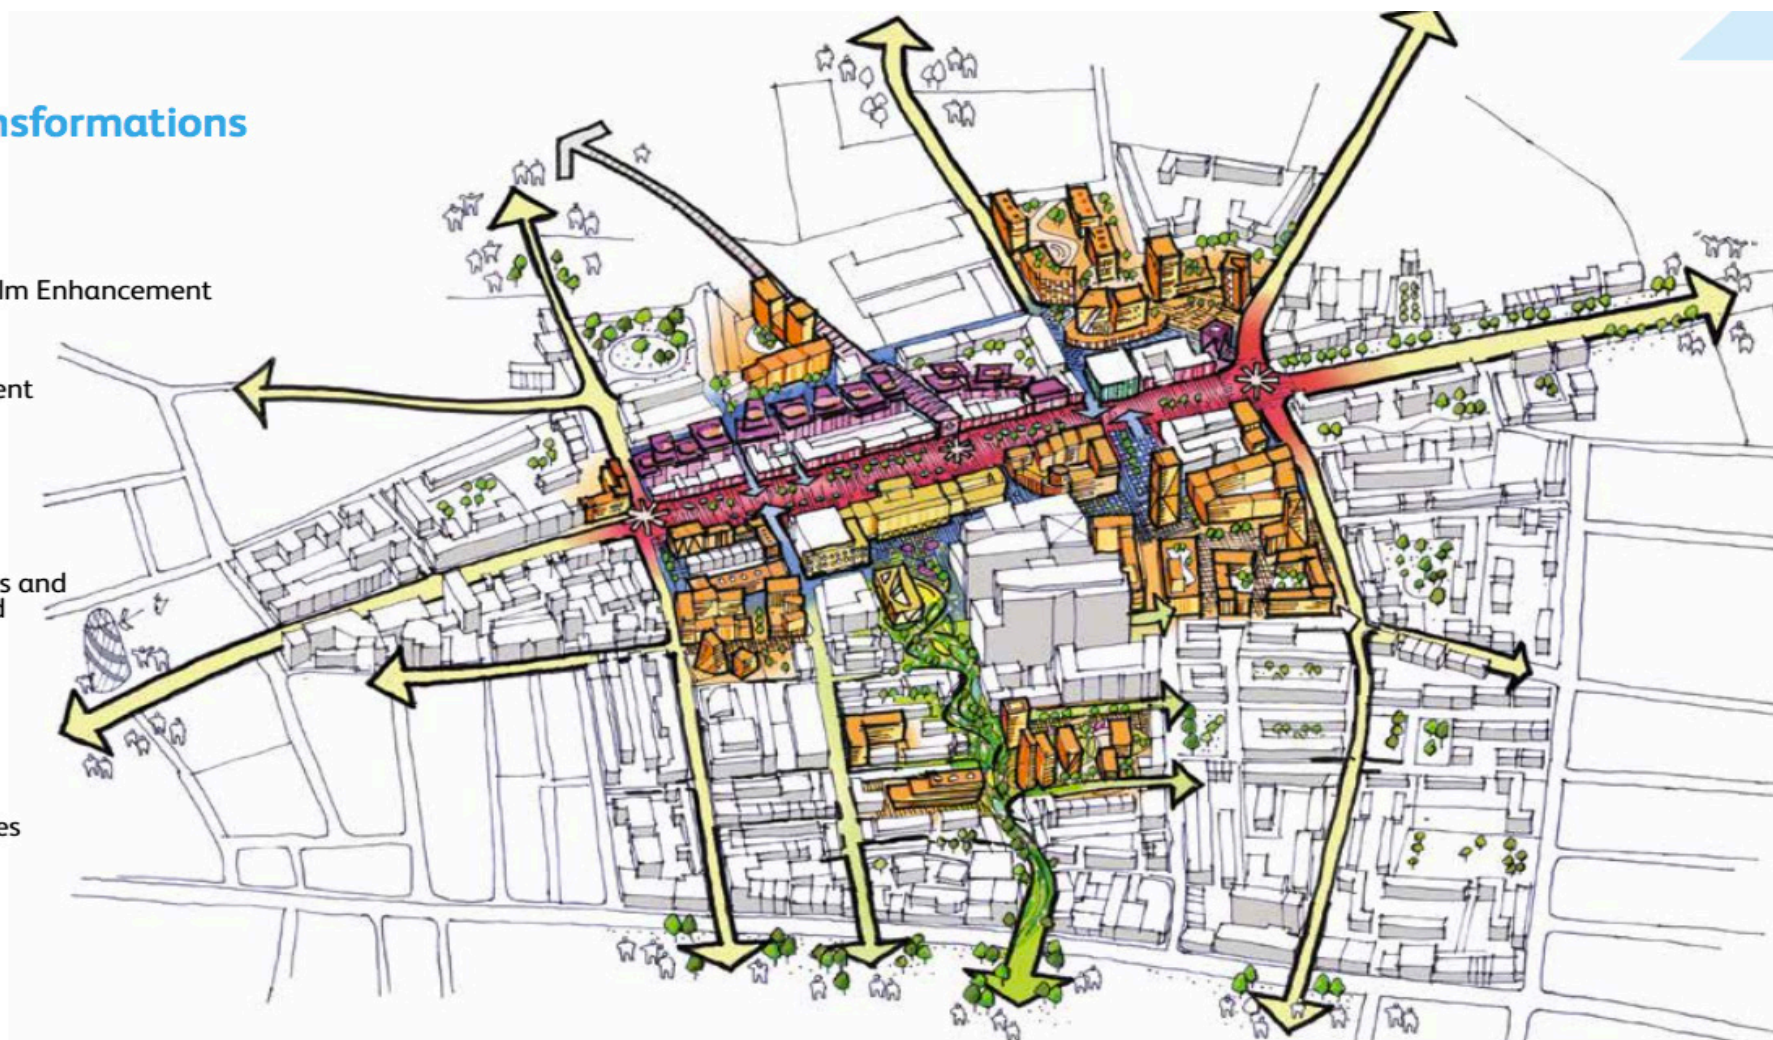 nsformations
lm Enhancement
ent
s and
d
es